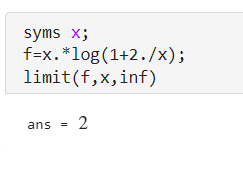 syms x;
f=x.*log(1+2./x);
limit(f,x,inf)
ans = 2